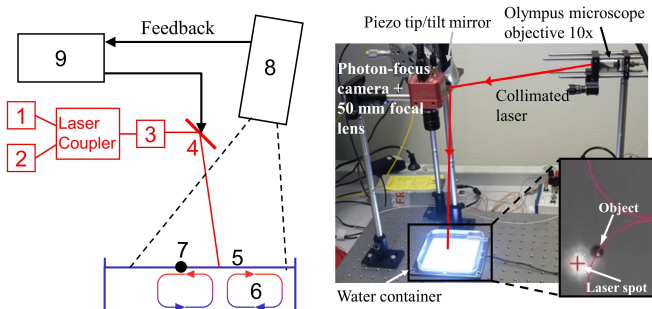 Feedback
9
8
1
2
Laser
Coupler
3
4
7
5
6
Piezo tip/tilt mirror
Olympus microscope
objective 10x
Photon-focus
camera +
50 mm focal
lens
Collimated
laser
Object
Laser spot
Water container